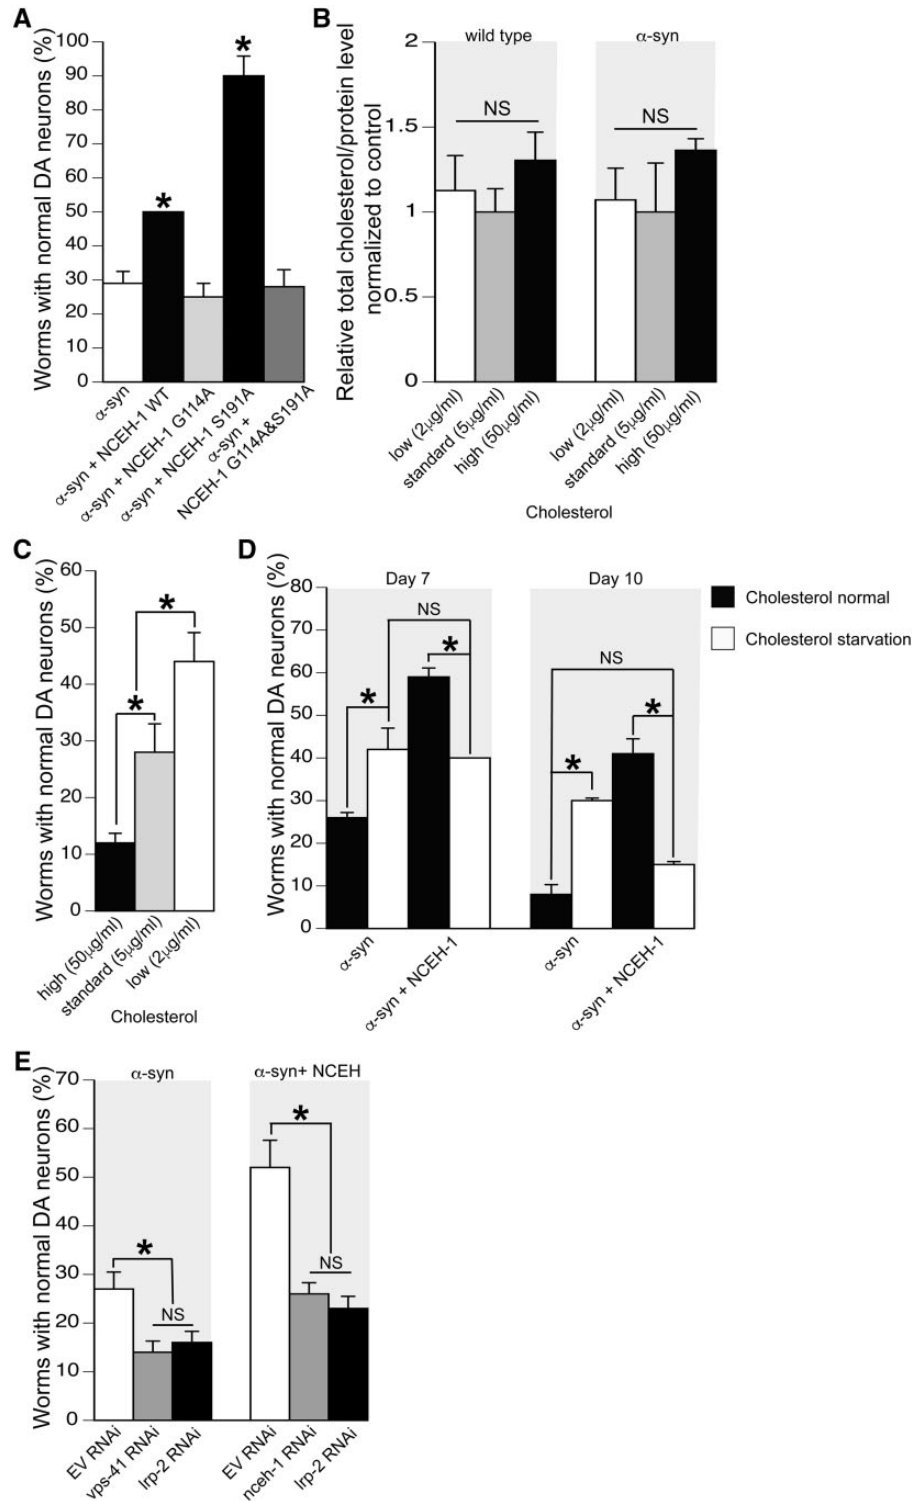 A
Worms with normal DA neurons (%)
100
90
80
70
60
50
40
30
20
10
0
*
*
α-syn
α-syn + NCEH-1 WT
α-syn + NCEH-1 G114A
α-syn + NCEH-1 S191A
α-syn +
NCEH-1 G114A&S191A
B
Relative total cholesterol/protein level
normalized to control
2
1.5
1
0.5
0
wild type
α-syn
NS
NS
low (2μg/ml)
standard (5μg/ml)
high (50μg/ml)
low (2μg/ml)
standard (5μg/ml)
high (50μg/ml)
Cholesterol
C
Worms with normal DA neurons (%)
60
50
40
30
20
10
0
*
*
high (50μg/ml)
standard (5μg/ml)
low (2μg/ml)
Cholesterol
D
Worms with normal DA neurons (%)
80
70
60
50
40
30
20
10
0
Day 7
Day 10
NS
*
*
NS
*
*
α-syn
α-syn + NCEH-1
α-syn
α-syn + NCEH-1
Cholesterol normal
Cholesterol starvation
E
Worms with normal DA neurons (%)
70
60
50
40
30
20
10
0
α-syn
α-syn+ NCEH
*
NS
*
NS
EV RNAi
vps-41 RNAi
lrp-2 RNAi
EV RNAi
nceh-1 RNAi
lrp-2 RNAi